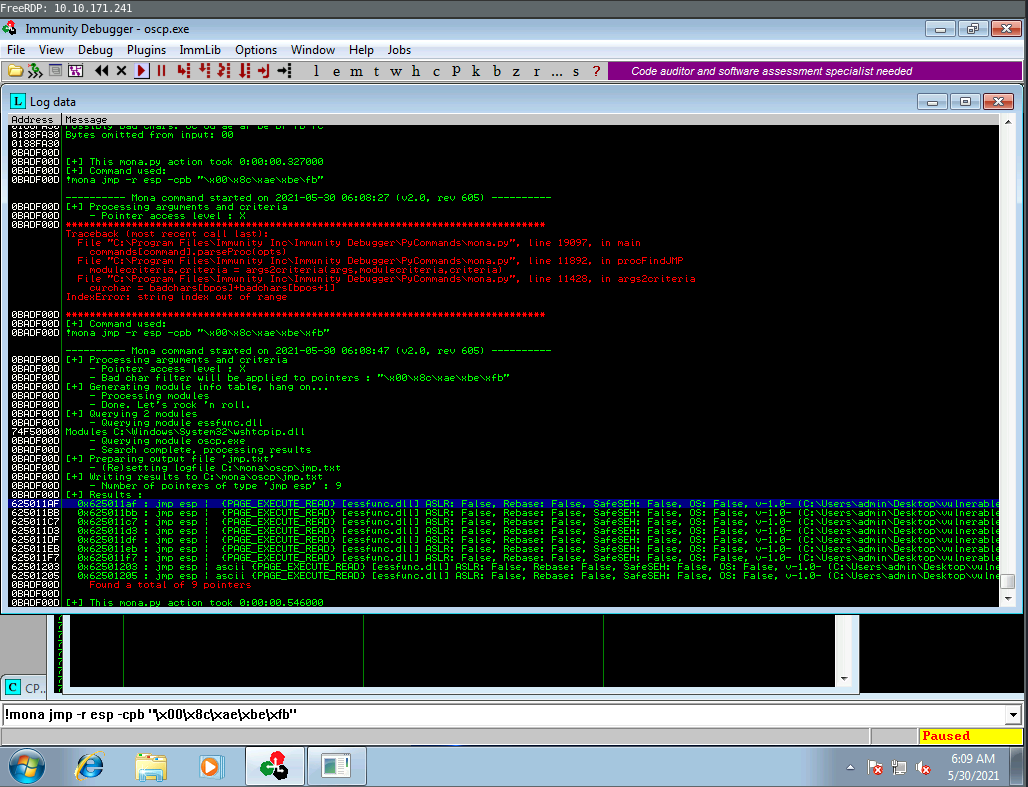 FreeRDP: 10.10.171.241
Immunity Debugger - oscp.exe
File View Debug Plugins ImmLib Options Window Help Jobs
l e m t w h c P k b z r ... s ? Code auditor and software assessment specialist needed
Log data
Address Message
0188FA30 Bytes omitted from input: 00
0188FA30
0BADF00D
0BADF00D [+] This mona.py action took 0:00:00.327000
0BADF00D [+] Command used:
0BADF00D !mona jmp -r esp -cpb "\x00\x8c\xae\xbe\fb"
---------- Mona command started on 2021-05-30 06:08:27 (v2.0, rev 605) ----------
0BADF00D [+] Processing arguments and criteria
0BADF00D - Pointer access level : X
0BADF00D ********************************************************************************
Traceback (most recent call last):
File "C:\Program Files\Immunity Inc\Immunity Debugger\PyCommands\mona.py", line 19097, in main
commands[command].parseProc(opts)
File "C:\Program Files\Immunity Inc\Immunity Debugger\PyCommands\mona.py", line 11892, in procFindJMP
modulecriteria,criteria = args2criteria(args,modulecriteria,criteria)
File "C:\Program Files\Immunity Inc\Immunity Debugger\PyCommands\mona.py", line 11428, in args2criteria
curchar = badchars[bpos]+badchars[bpos+1]
IndexError: string index out of range
0BADF00D ********************************************************************************
0BADF00D [+] Command used:
0BADF00D !mona jmp -r esp -cpb "\x00\x8c\xae\xbe\xfb"
---------- Mona command started on 2021-05-30 06:08:47 (v2.0, rev 605) ----------
0BADF00D [+] Processing arguments and criteria
0BADF00D - Pointer access level : X
0BADF00D - Bad char filter will be applied to pointers : "\x00\x8c\xae\xbe\xfb"
0BADF00D [+] Generating module info table, hang on...
0BADF00D - Processing modules
0BADF00D - Done. Let's rock 'n roll.
0BADF00D [+] Querying 2 modules
0BADF00D - Querying module essfunc.dll
74F50000 Modules C:\Windows\System32\wshtcpip.dll
0BADF00D - Querying module oscp.exe
0BADF00D - Search complete, processing results
0BADF00D [+] Preparing output file 'jmp.txt'
0BADF00D - (Re)setting logfile C:\mona\oscp\jmp.txt
0BADF00D [+] Writing results to C:\mona\oscp\jmp.txt
0BADF00D - Number of pointers of type 'jmp esp' : 9
0BADF00D [+] Results :
625011AF 0x625011af : jmp esp | {PAGE_EXECUTE_READ} [essfunc.dll] ASLR: False, Rebase: False, SafeSEH: False, OS: False, v-1.0- (C:\Users\admin\Desktop\vulnerable
625011BB 0x625011bb : jmp esp | {PAGE_EXECUTE_READ} [essfunc.dll] ASLR: False, Rebase: False, SafeSEH: False, OS: False, v-1.0- (C:\Users\admin\Desktop\vulnerable
625011C7 0x625011c7 : jmp esp | {PAGE_EXECUTE_READ} [essfunc.dll] ASLR: False, Rebase: False, SafeSEH: False, OS: False, v-1.0- (C:\Users\admin\Desktop\vulnerable
625011D3 0x625011d3 : jmp esp | {PAGE_EXECUTE_READ} [essfunc.dll] ASLR: False, Rebase: False, SafeSEH: False, OS: False, v-1.0- (C:\Users\admin\Desktop\vulnerable
625011DF 0x625011df : jmp esp | {PAGE_EXECUTE_READ} [essfunc.dll] ASLR: False, Rebase: False, SafeSEH: False, OS: False, v-1.0- (C:\Users\admin\Desktop\vulnerable
625011EB 0x625011eb : jmp esp | {PAGE_EXECUTE_READ} [essfunc.dll] ASLR: False, Rebase: False, SafeSEH: False, OS: False, v-1.0- (C:\Users\admin\Desktop\vulnerable
625011F7 0x625011f7 : jmp esp | {PAGE_EXECUTE_READ} [essfunc.dll] ASLR: False, Rebase: False, SafeSEH: False, OS: False, v-1.0- (C:\Users\admin\Desktop\vulnerable
62501203 0x62501203 : jmp esp | ascii {PAGE_EXECUTE_READ} [essfunc.dll] ASLR: False, Rebase: False, SafeSEH: False, OS: False, v-1.0- (C:\Users\admin\Desktop\vulne
62501205 0x62501205 : jmp esp | ascii {PAGE_EXECUTE_READ} [essfunc.dll] ASLR: False, Rebase: False, SafeSEH: False, OS: False, v-1.0- (C:\Users\admin\Desktop\vulne
0BADF00D Found a total of 9 pointers
0BADF00D
0BADF00D [+] This mona.py action took 0:00:00.546000
CP..
!mona jmp -r esp -cpb "\x00\x8c\xae\xbe\xfb"
Paused
6:09 AM
5/30/2021